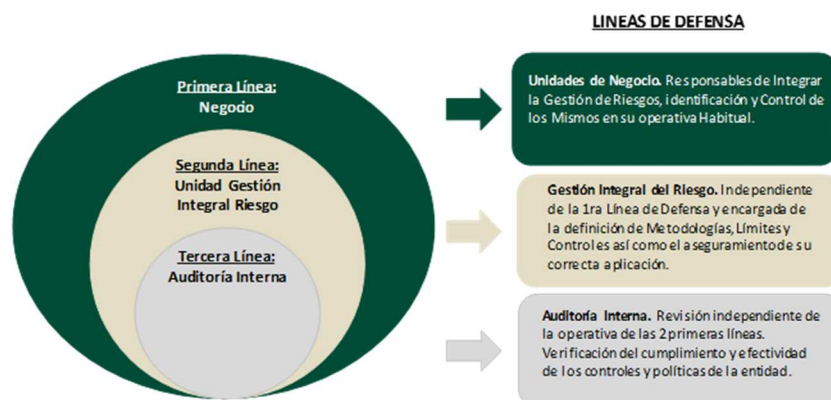 LINEAS DE DEFENSA
Primera Línea:
Negocio
Segunda Línea:
Unidad Gestión
Integral Riesgo
Tercera Línea:
Auditoría Interna
Unidades de Negocio. Responsables de Integrar
la Gestión de Riesgos, identificación y Control de
los Mismos en su operativa Habitual.
Gestión Integral del Riesgo. Independiente
de la 1ra Línea de Defensa y encargada de
la definición de Metodologías, Límites y
Controles así como el aseguramiento de su
correcta aplicación.
Auditoría Interna. Revisión independiente de
la operativa de las 2 primeras líneas.
Verificación del cumplimiento y efectividad
de los controles y políticas de la entidad.